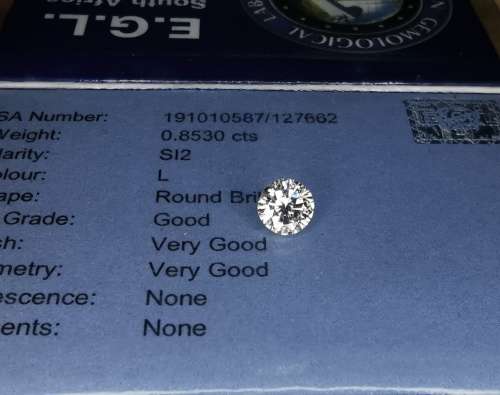 E.G.L.
South Africa
GEMOLOGICAL LAB
SA Number: 191010587/127662
Weight: 0.8530 cts
larity: SI2
olour: L
ape: Round Bri
Grade: Good
sh: Very Good
metry: Very Good
escence: None
ents: None